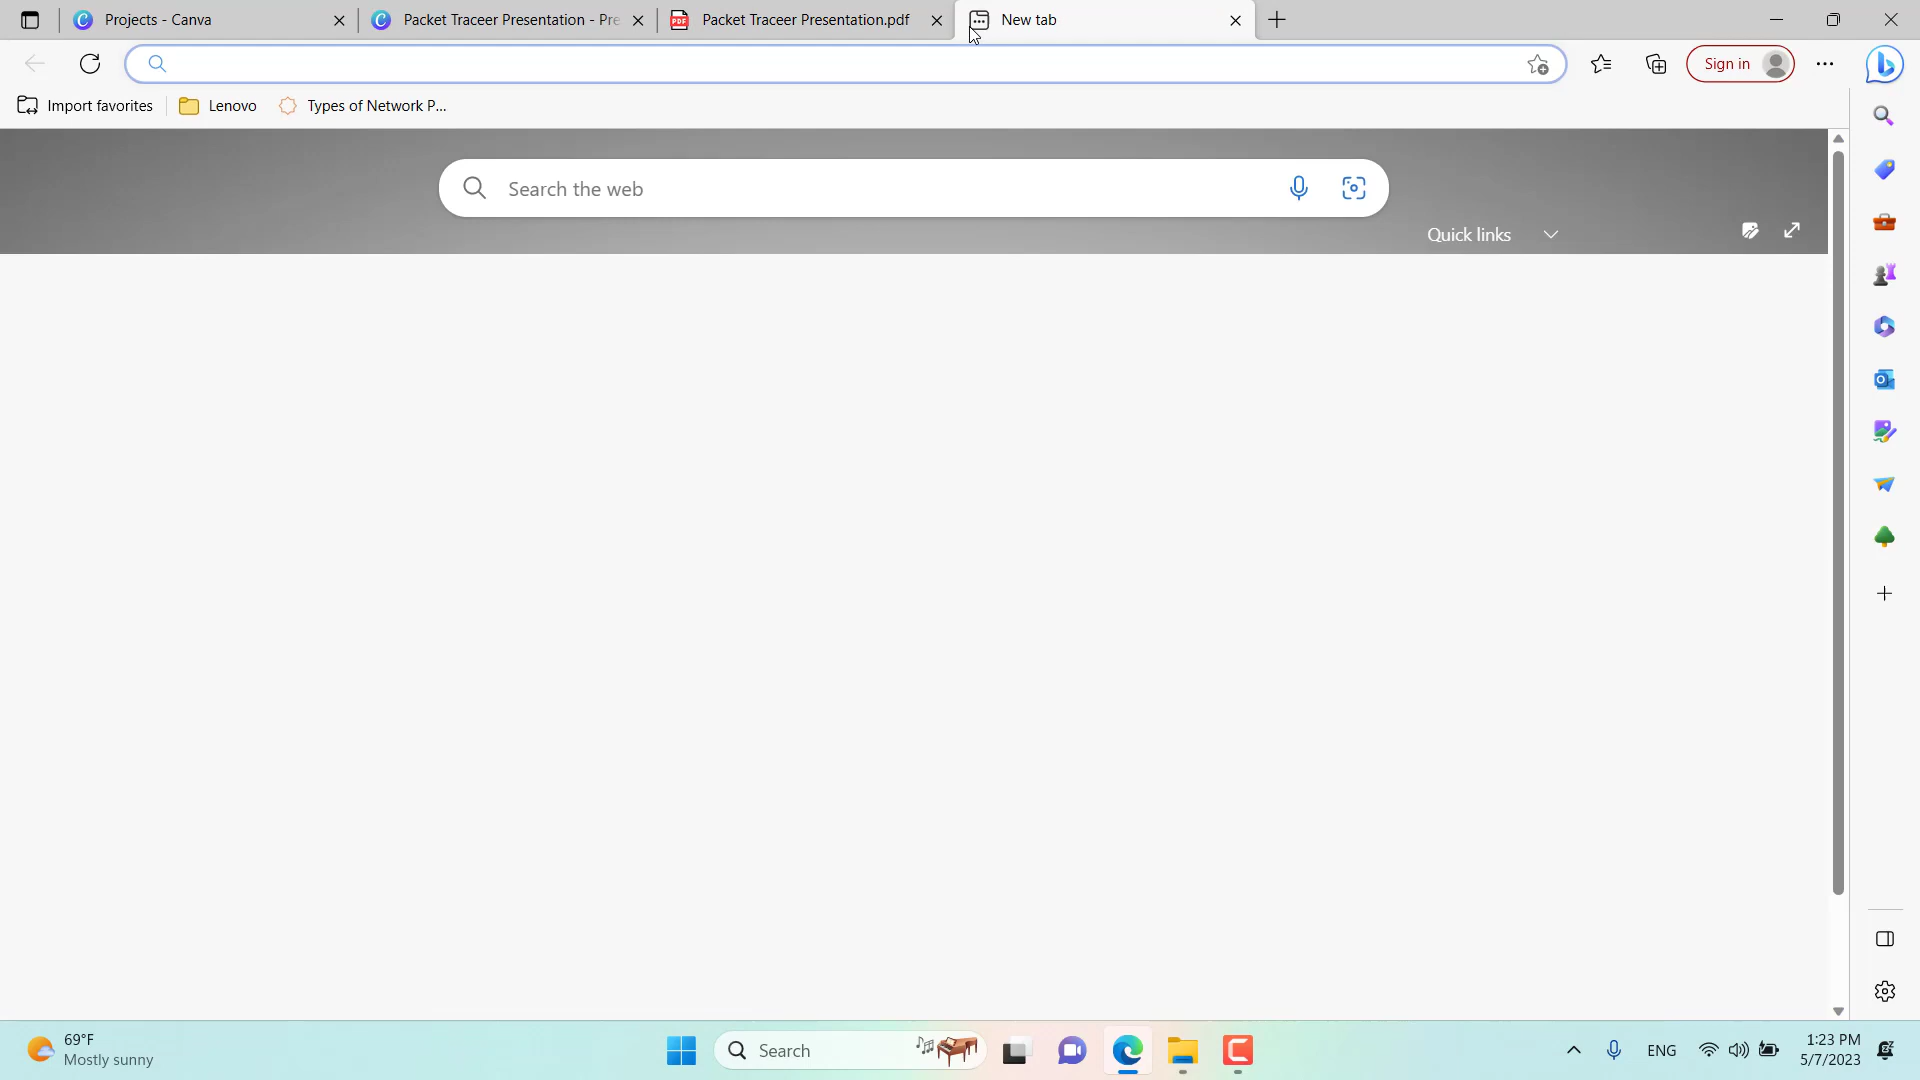 Projects - Canva
Packet Traceer Presentation - Pre
Packet Traceer Presentation.pdf
New tab
Sign in
Import favorites
Lenovo
Types of Network P...
Search the web
Quick links
69°F
Mostly sunny
Search
ENG
1:23 PM
5/7/2023